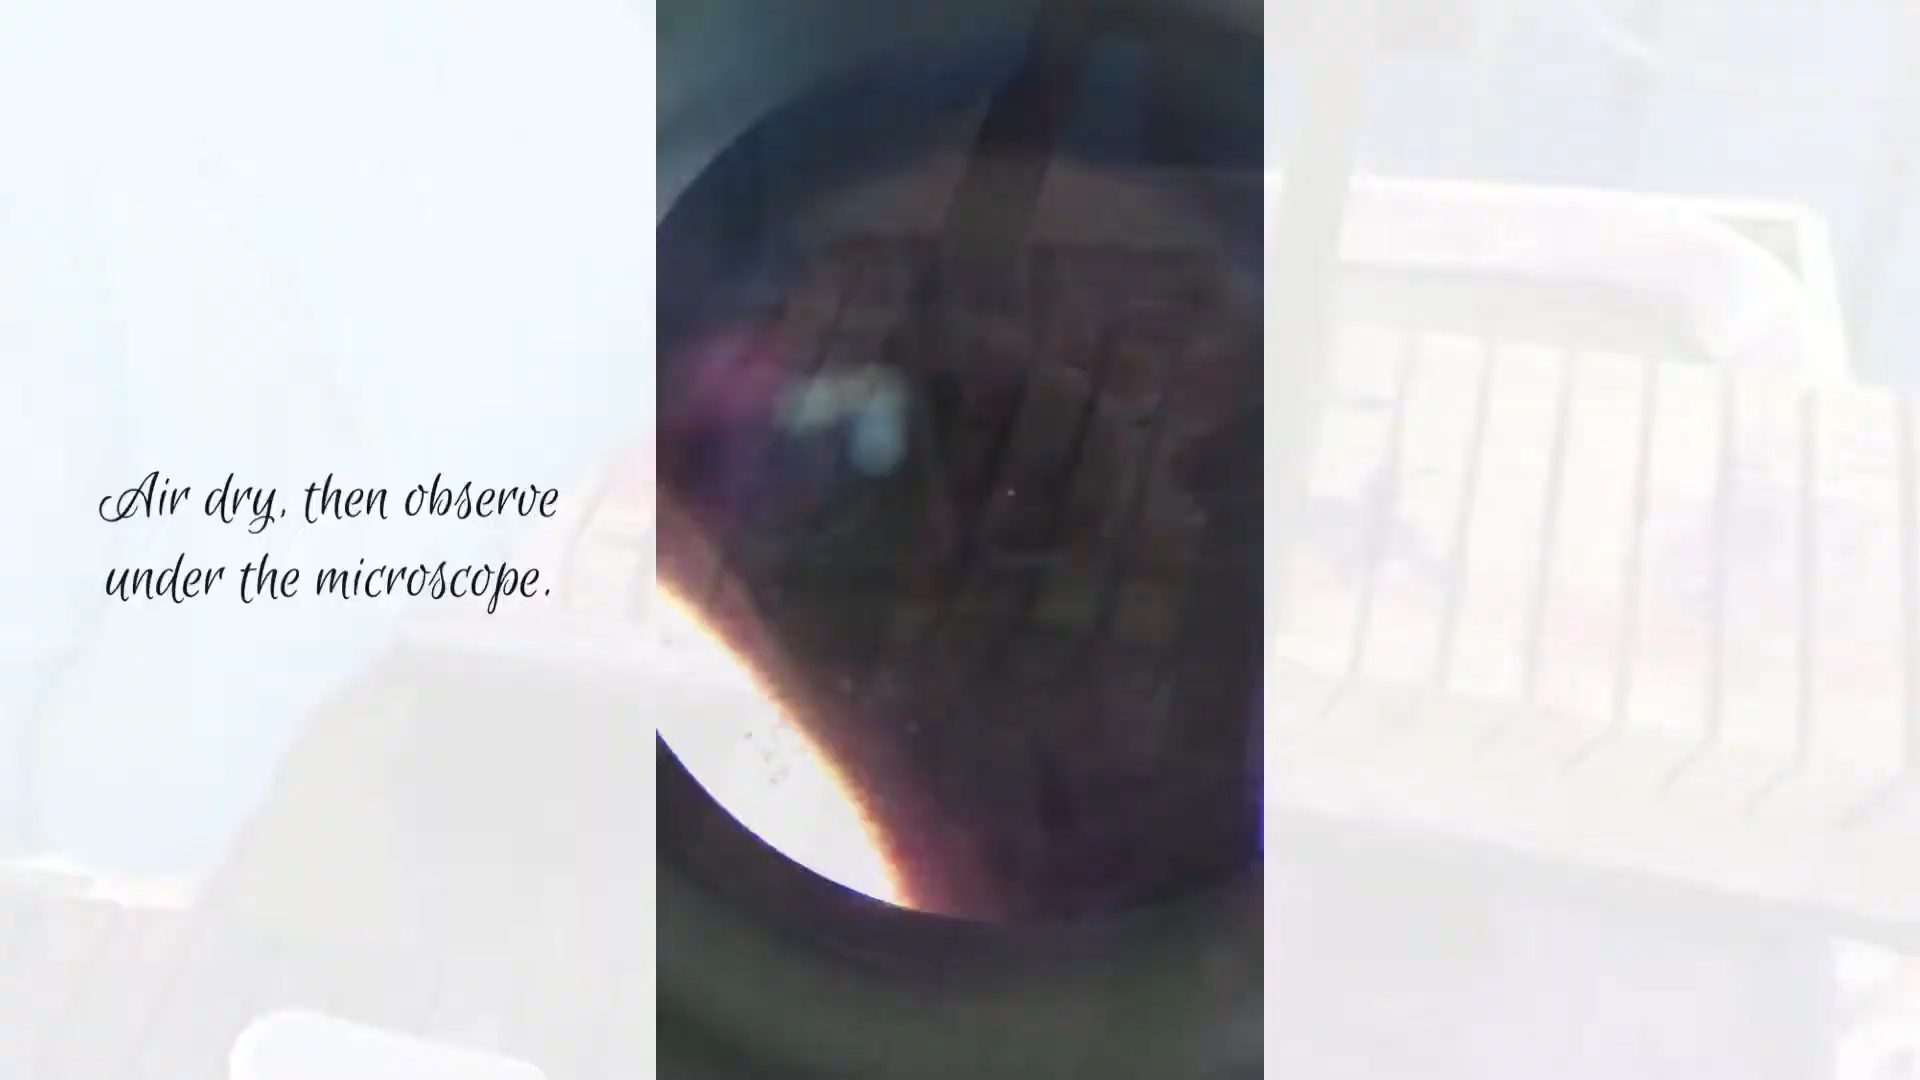 Air dry, then observe
under the microscope.